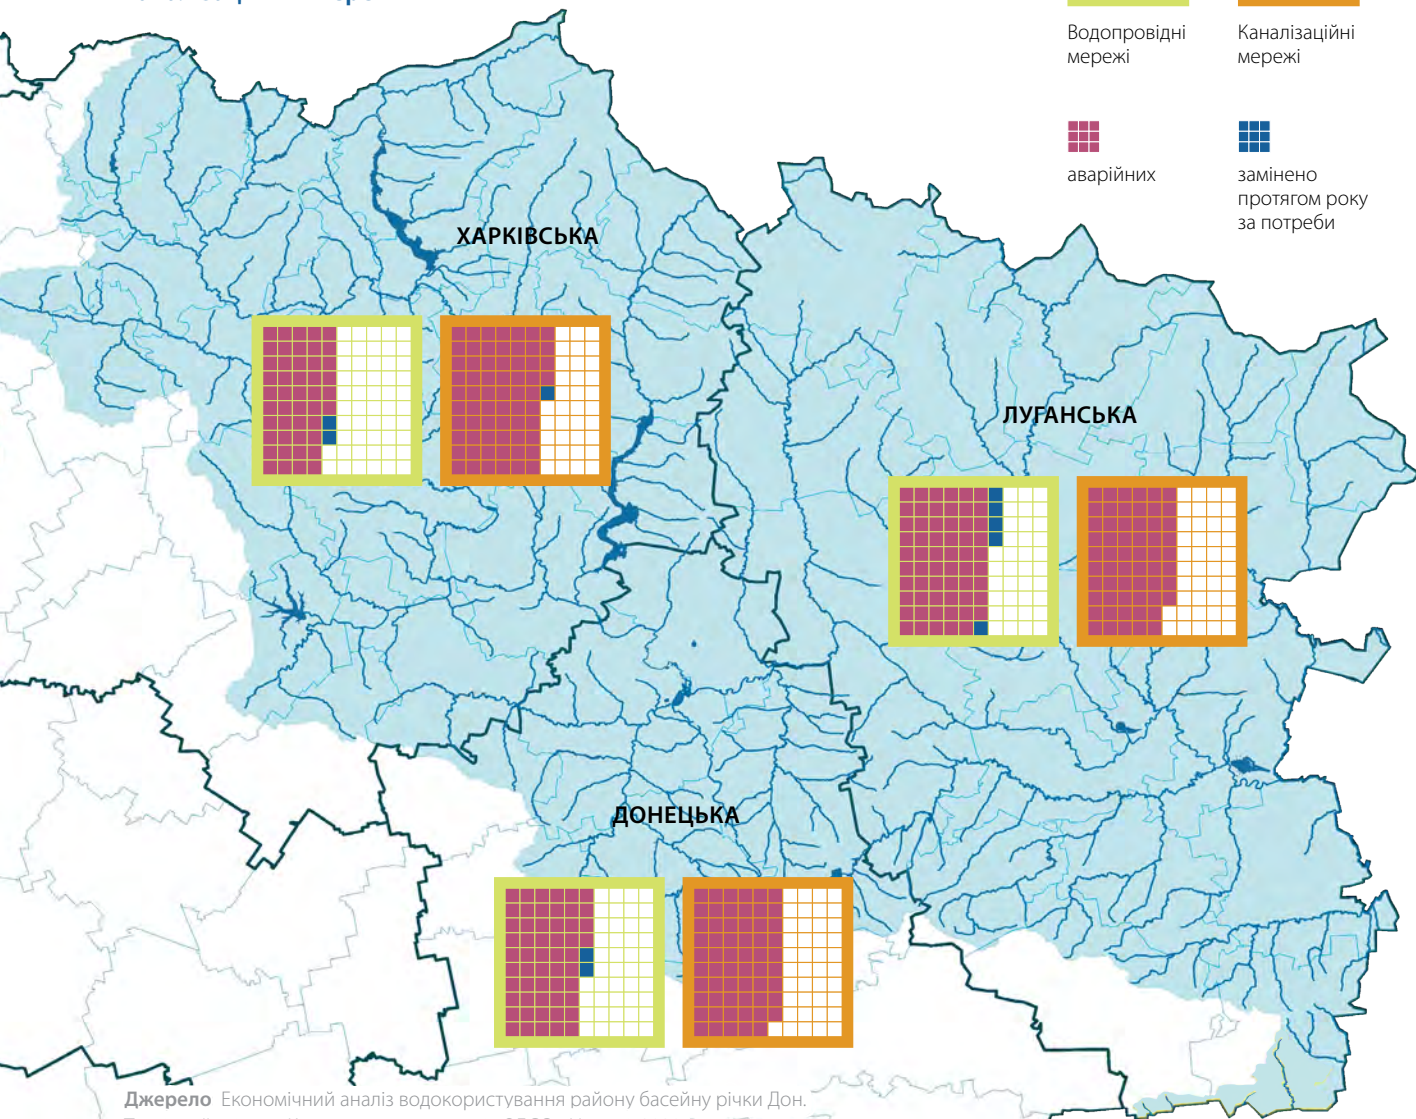 Водопровідні
мережі
Каналізаційні
мережі
аварійних
замінено
протягом року
за потреби
ХАРКІВСЬКА
ЛУГАНСЬКА
ДОНЕЦЬКА
Джерело Економічний аналіз водокористування району басейну річки Дон.